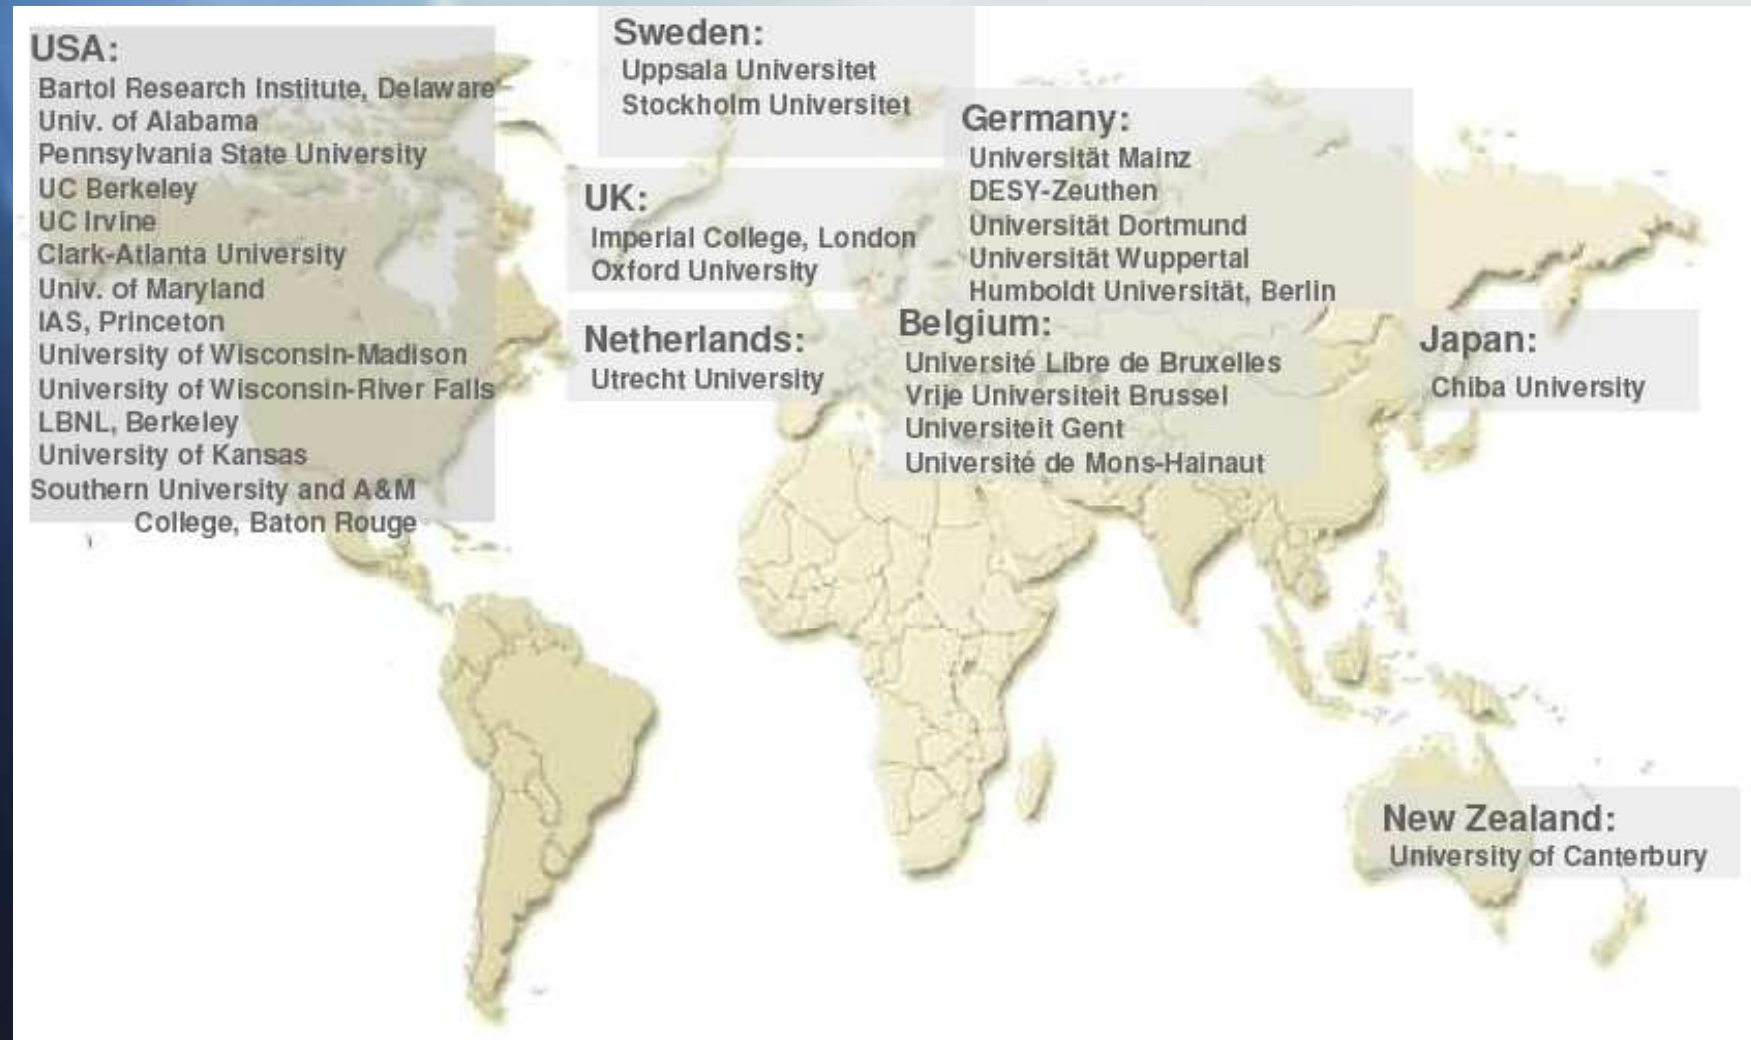 USA:
Bartol Research Institute, Delaware
Univ. of Alabama
Pennsylvania State University
UC Berkeley
UC Irvine
Clark-Atlanta University
Univ. of Maryland
IAS, Princeton
University of Wisconsin-Madison
University of Wisconsin-River Falls
LBNL, Berkeley
University of Kansas
Southern University and A&M
College, Baton Rouge
Sweden:
Uppsala Universitet
Stockholm Universitet
UK:
Imperial College, London
Oxford University
Netherlands:
Utrecht University
Germany:
Universität Mainz
DESY-Zeuthen
Universität Dortmund
Universität Wuppertal
Humboldt Universität, Berlin
Belgium:
Université Libre de Bruxelles
Vrije Universiteit Brussel
Universiteit Gent
Université de Mons-Hainaut
Japan:
Chiba University
New Zealand:
University of Canterbury